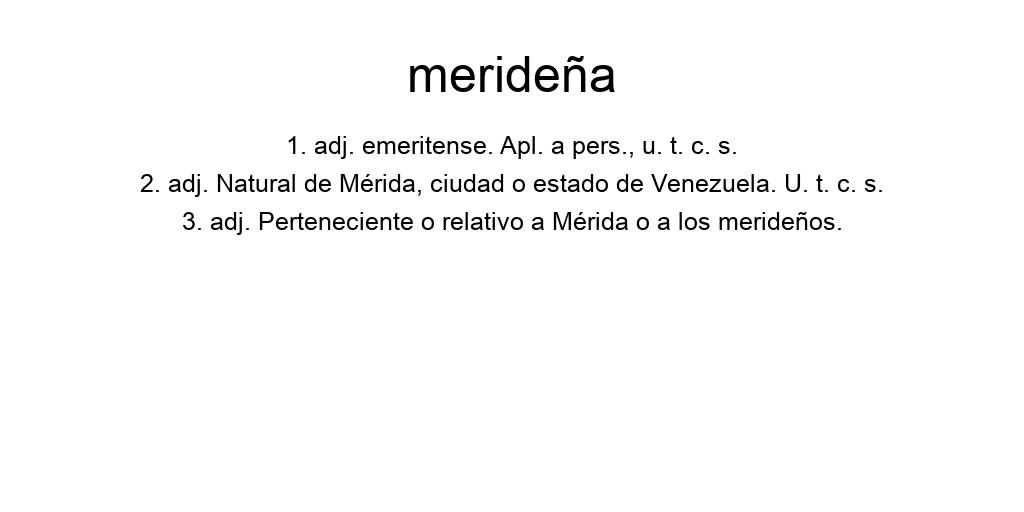 merideña
1. adj. emeritense. Apl. a pers., u. t. c. s.
2. adj. Natural de Mérida, ciudad o estado de Venezuela. U. t. c. s.
3. adj. Perteneciente o relativo a Mérida o a los merideños.